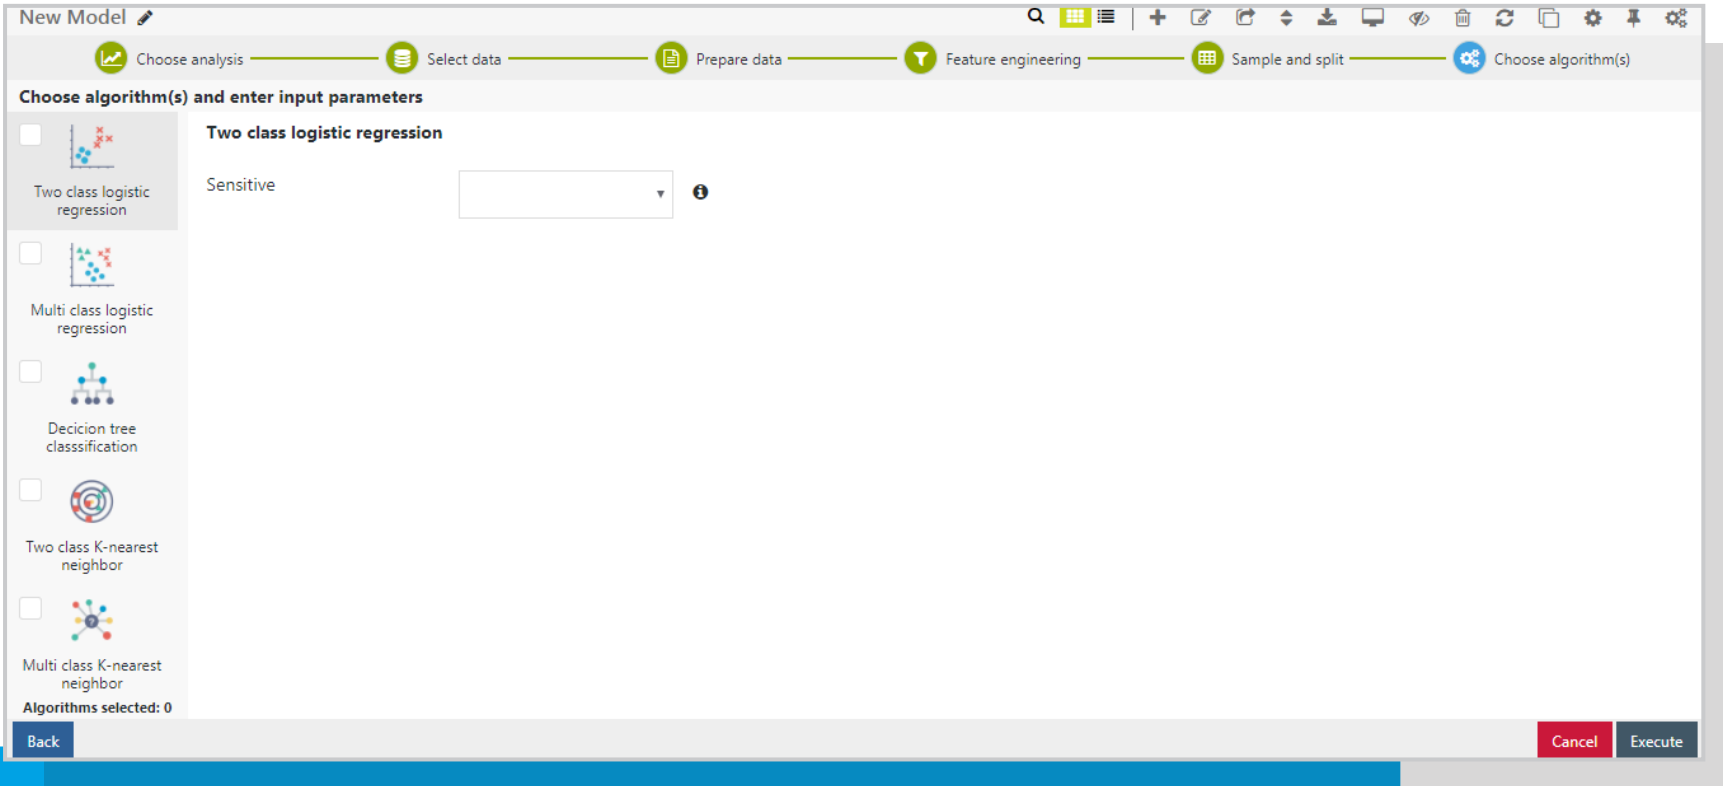 New Model
Choose analysis
Select data
Prepare data
Feature engineering
Sample and split
Choose algorithm(s)
Choose algorithm(s) and enter input parameters
Two class logistic
regression
Multi class logistic
regression
Decicion tree
classsification
Two class K-nearest
neighbor
?
Multi class K-nearest
neighbor
Algorithms selected: 0
Two class logistic regression
Sensitive
Back
Cancel
Execute